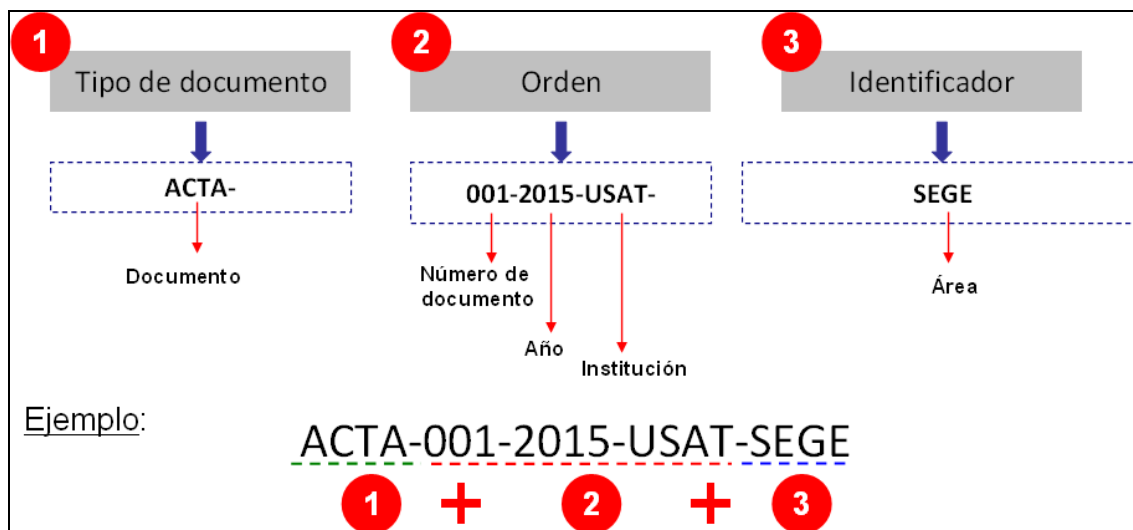 1
2
3
Tipo de documento
Orden
Identificador
ACTA-
001-2015-USAT-
SEGE
Documento
Número de
documento
Año
Institución
Área
Ejemplo:
ACTA-001-2015-USAT-SEGE
1 + 2 + 3